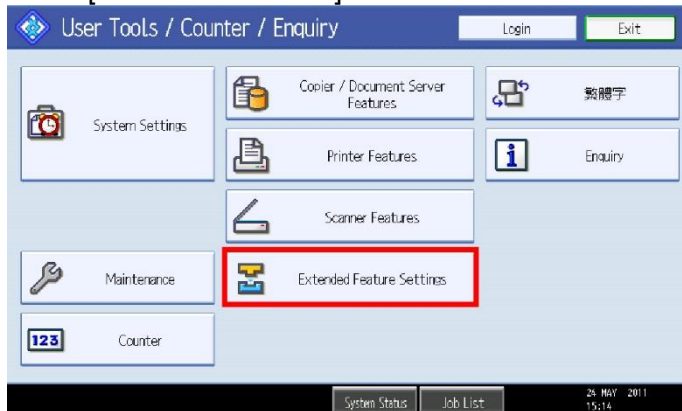 User Tools / Counter / Enquiry
Login
Exit
System Settings
Copier / Document Server
Features
繁體字
Printer Features
Enquiry
Scanner Features
Maintenance
Extended Feature Settings
123
Counter
System Status
Job List
24 MAY 2011
15:14